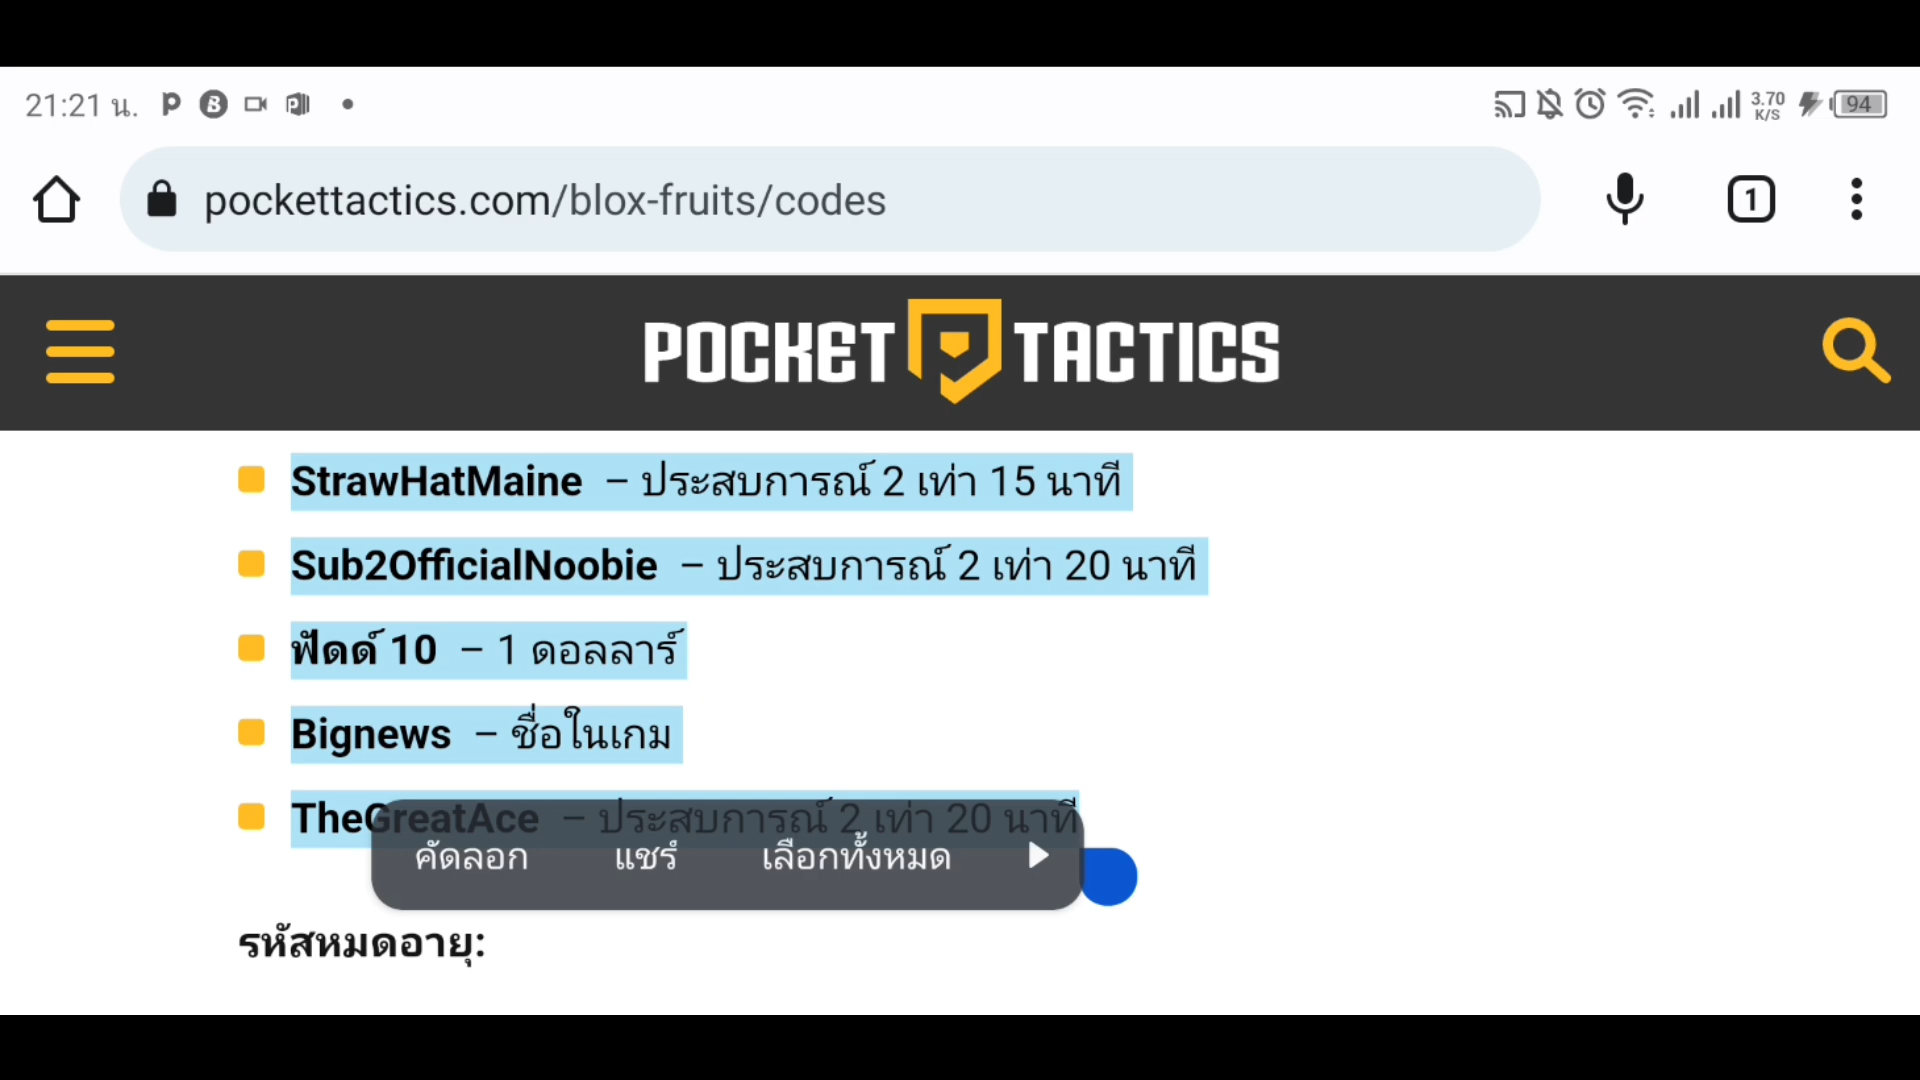 21:21 น.
3.70
K/S
94
pockettactics.com/blox-fruits/codes
1
POCKET TACTICS
StrawHatMaine – ประสบการณ์ 2 เท่า 15 นาที
Sub2OfficialNoobie – ประสบการณ์ 2 เท่า 20 นาที
ฟัดด์ 10 – 1 ดอลลาร์
Bignews – ชื่อในเกม
TheGreatAce – ประสบการณ์ 2 เท่า 20 นาที
คัดลอก แชร์ เลือกทั้งหมด
รหัสหมดอายุ: